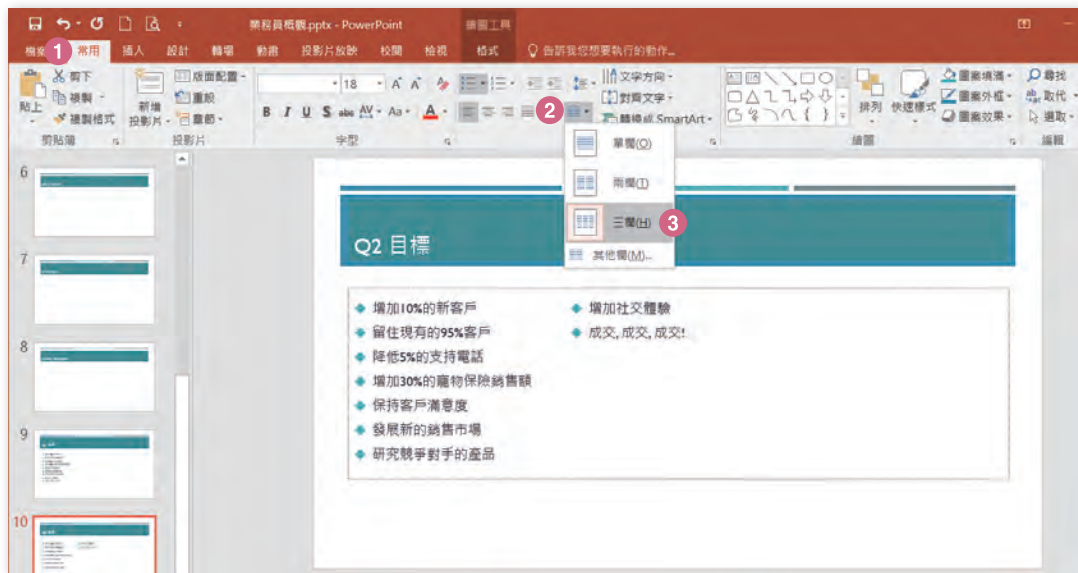 業務員概觀.pptx - PowerPoint
繪圖工具
檔案 1 常用 插入 設計 轉場 動畫 投影片放映 校閱 檢視 格式 告訴我您想要執行的動作...
貼上
剪下
複製
複製格式
剪貼簿
新增
投影片
版面配置
重設
章節
投影片
18
A A
B I U S abc AV Aa A
字型
2
文字方向
對齊文字
轉換成 SmartArt
排列
快速樣式
圖案填滿
圖案外框
圖案效果
繪圖
尋找
取代
選取
編輯
單欄(O)
兩欄(T)
三欄(H) 3
其他欄(M)...
6
7
8
9
10
Q2 目標
增加10%的新客戶
留住現有的95%客戶
降低5%的支持電話
增加30%的寵物保險銷售額
保持客戶滿意度
發展新的銷售市場
研究競爭對手的產品
增加社交體驗
成交, 成交, 成交!